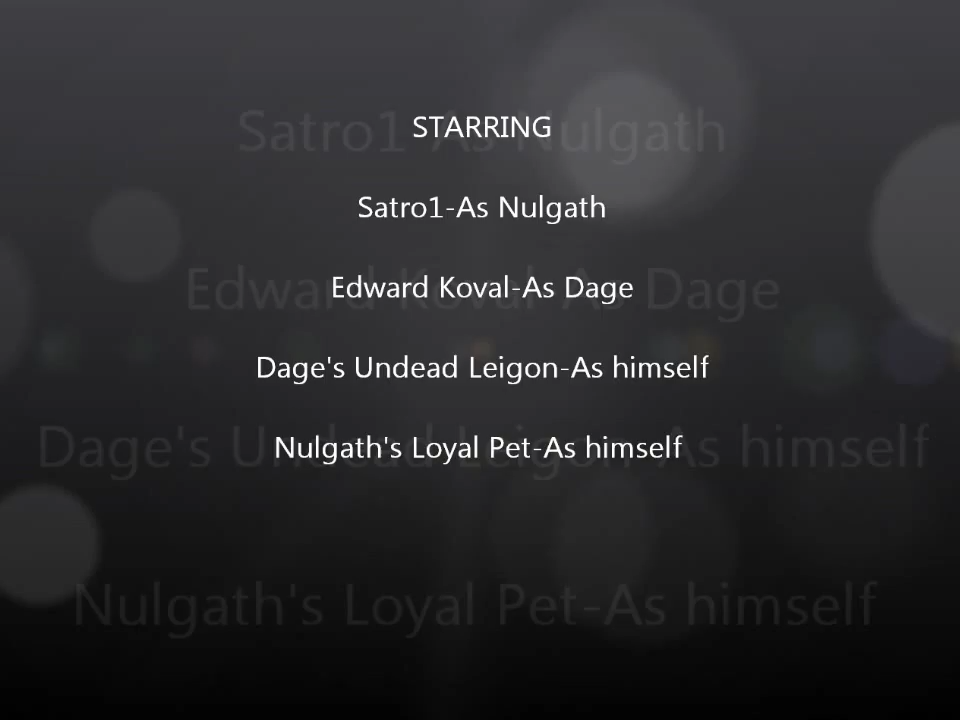 STARRING
Satro1-As Nulgath
Edward Koval-As Dage
Dage's Undead Leigon-As himself
Nulgath's Loyal Pet-As himself